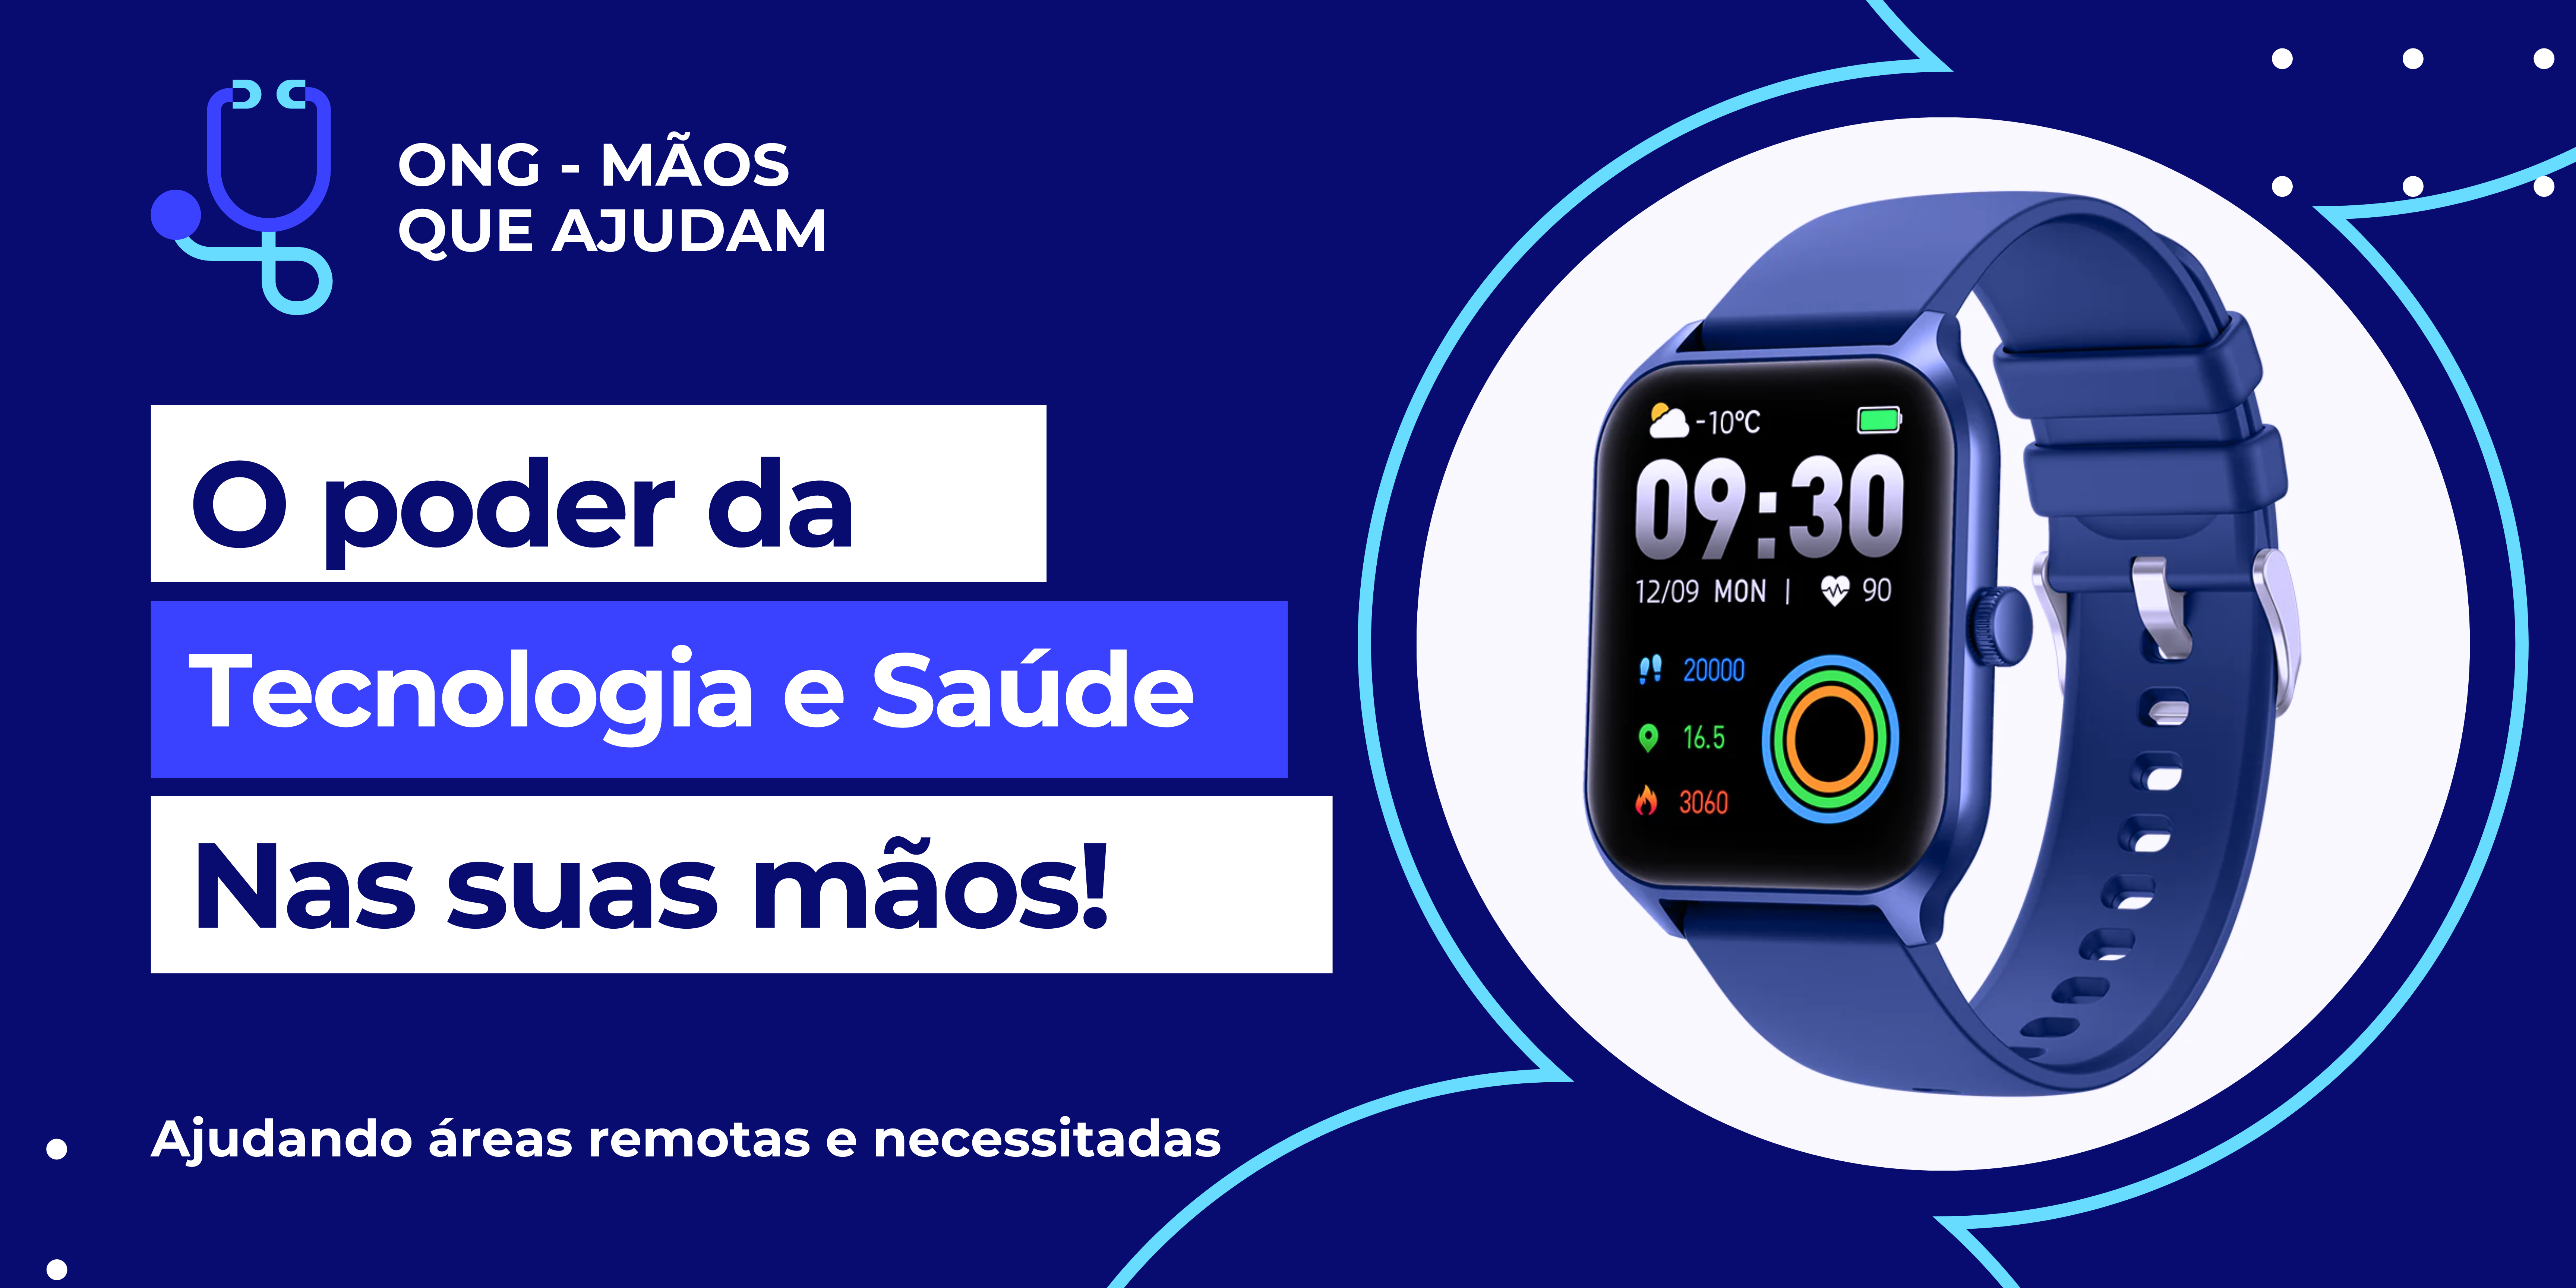 ONG - MÃOS
QUE AJUDAM
O poder da
Tecnologia e Saúde
Nas suas mãos!
Ajudando áreas remotas e necessitadas
-10°C
09:30
12/09 MON | 90
20000
16.5
3060